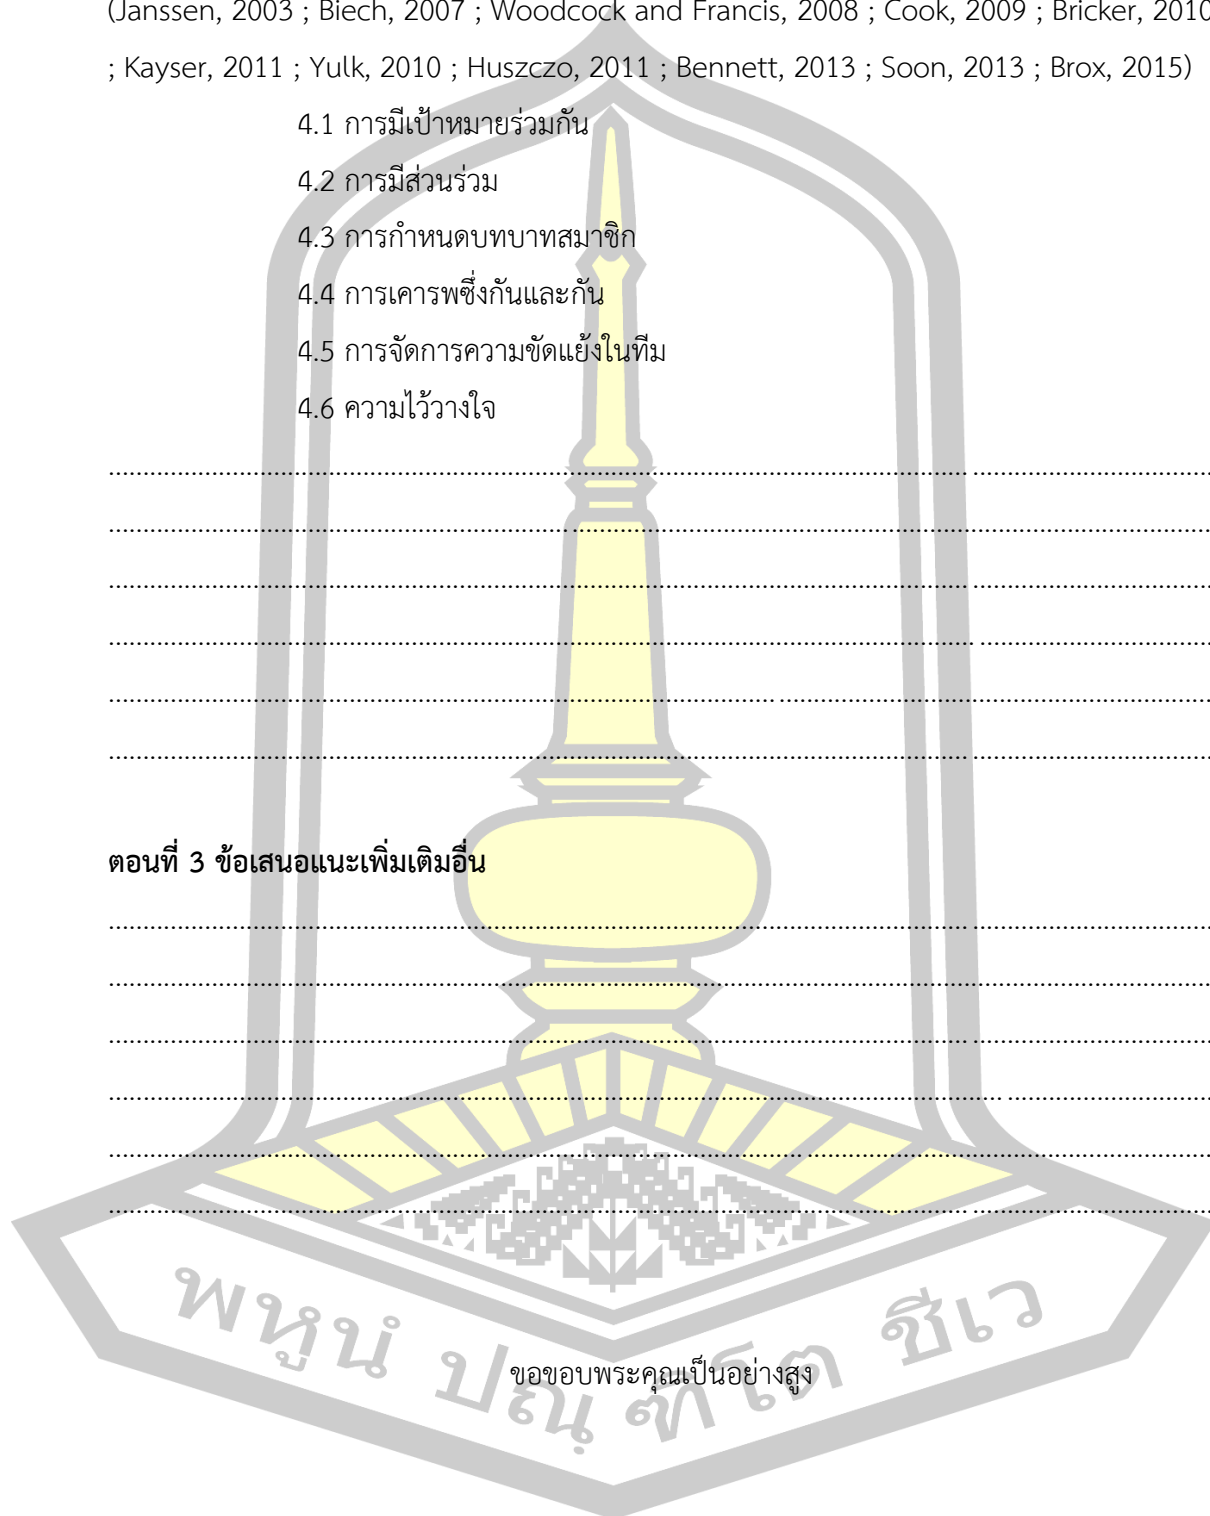 (Janssen, 2003 ; Biech, 2007 ; Woodcock and Francis, 2008 ; Cook, 2009 ; Bricker, 2010
; Kayser, 2011 ; Yulk, 2010 ; Huszczo, 2011 ; Bennett, 2013 ; Soon, 2013 ; Brox, 2015)
4.1 การมีเป้าหมายร่วมกัน
4.2 การมีส่วนร่วม
4.3 การกำหนดบทบาทสมาชิก
4.4 การเคารพซึ่งกันและกัน
4.5 การจัดการความขัดแย้งในทีม
4.6 ความไว้วางใจ
ตอนที่ 3 ข้อเสนอแนะเพิ่มเติมอื่น
ขอขอบพระคุณเป็นอย่างสูง
พหูนํ ปณฺฑิโต ชีเว